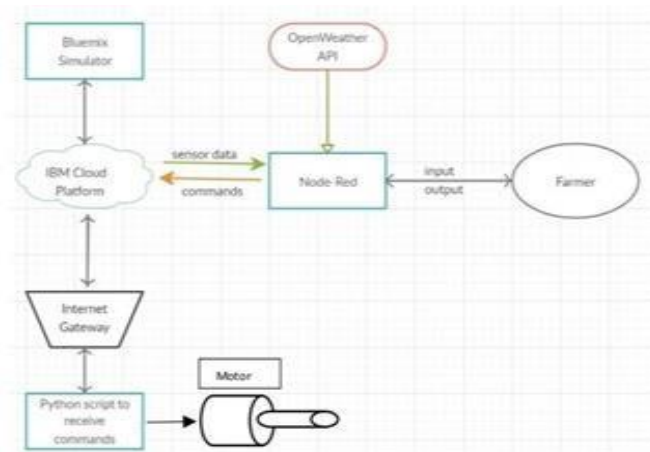 Bluemix
Simulator
OpenWeather
API
IBM Cloud
Platform
sensor data
commands
Node-Red
input
output
Farmer
Internet
Gateway
Motor
Python script to
receive
commands